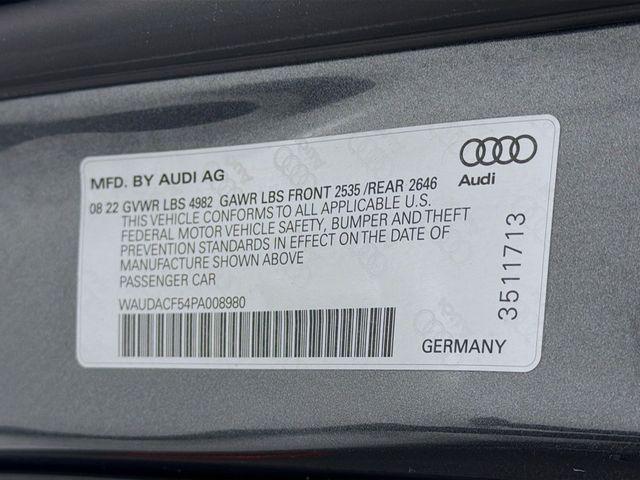 MFD. BY AUDI AG
Audi
08 22 GVWR LBS 4982 GAWR LBS FRONT 2535 /REAR 2646
THIS VEHICLE CONFORMS TO ALL APPLICABLE U.S.
FEDERAL MOTOR VEHICLE SAFETY, BUMPER AND THEFT
PREVENTION STANDARDS IN EFFECT ON THE DATE OF
MANUFACTURE SHOWN ABOVE
PASSENGER CAR
WAUDACF54PA008980
GERMANY
3511713